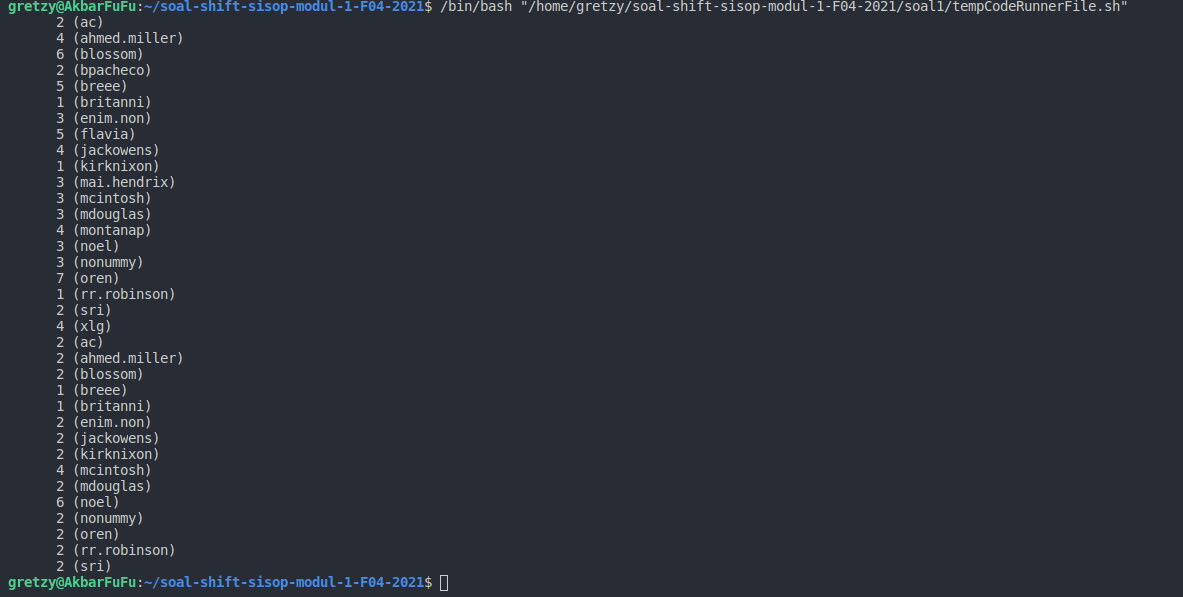 gretzy@AkbarFuFu:~/soal-shift-sisop-modul-1-F04-2021$ /bin/bash "/home/gretzy/soal-shift-sisop-modul-1-F04-2021/soal1/tempCodeRunnerFile.sh"
2 (ac)
4 (ahmed.miller)
6 (blossom)
2 (bpacheco)
5 (breee)
1 (britanni)
3 (enim.non)
5 (flavia)
4 (jackowens)
1 (kirknixon)
3 (mai.hendrix)
3 (mcintosh)
3 (mdouglas)
4 (montanap)
3 (noel)
3 (nonummy)
7 (oren)
1 (rr.robinson)
2 (sri)
4 (xlg)
2 (ac)
2 (ahmed.miller)
2 (blossom)
1 (breee)
1 (britanni)
2 (enim.non)
2 (jackowens)
2 (kirknixon)
4 (mcintosh)
2 (mdouglas)
6 (noel)
2 (nonummy)
2 (oren)
2 (rr.robinson)
2 (sri)
gretzy@AkbarFuFu:~/soal-shift-sisop-modul-1-F04-2021$